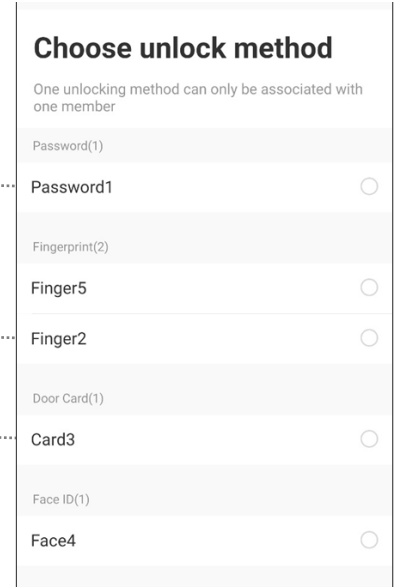 Choose unlock method
One unlocking method can only be associated with
one member
Password(1)
Password1
Fingerprint(2)
Finger5
Finger2
Door Card(1)
Card3
Face ID(1)
Face4